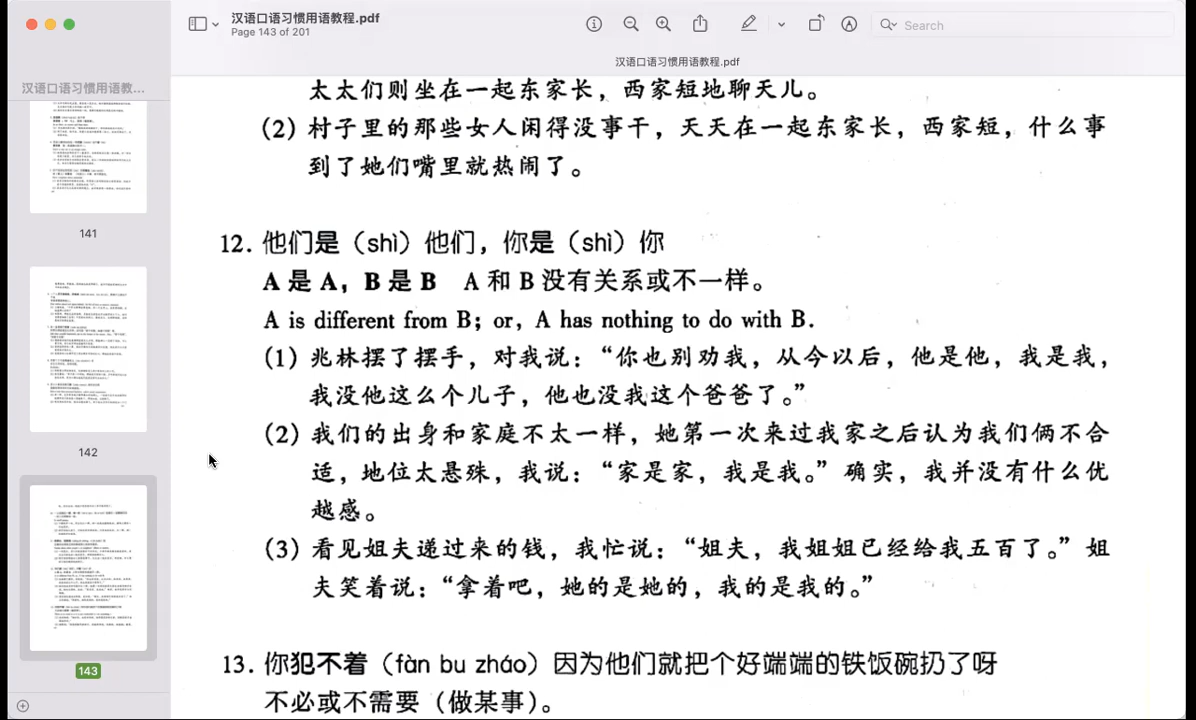 汉语口语习惯用语教程.pdf
Page 143 of 201
Search
汉语口语习惯用语教...
汉语口语习惯用语教程.pdf
141
142
143
太太们则坐在一起东家长，西家短地聊天儿。
(2) 村子里的那些女人闲得没事干，天天在一起东家长，西家短，什么事
到了她们嘴里就热闹了。
12. 他们是（shì）他们，你是（shì）你
A 是 A，B 是 B A 和 B 没有关系或不一样。
A is different from B; or, A has nothing to do with B.
(1) 兆林摆了摆手，对我说：“你也别劝我，从今以后，他是他，我是我，
我没他这么个儿子，他也没我这个爸爸了。”
(2) 我们的出身和家庭不太一样，她第一次来过我家之后认为我们俩不合
适，地位太悬殊，我说：“家是家，我是我。”确实，我并没有什么优
越感。
(3) 看见姐夫递过来的钱，我忙说：“姐夫，我姐姐已经给我五百了。”姐
夫笑着说：“拿着吧，她的是她的，我的是我的。”
13. 你犯不着（fàn bu zháo）因为他们就把个好端端的铁饭碗扔了呀
不必或不需要（做某事）。